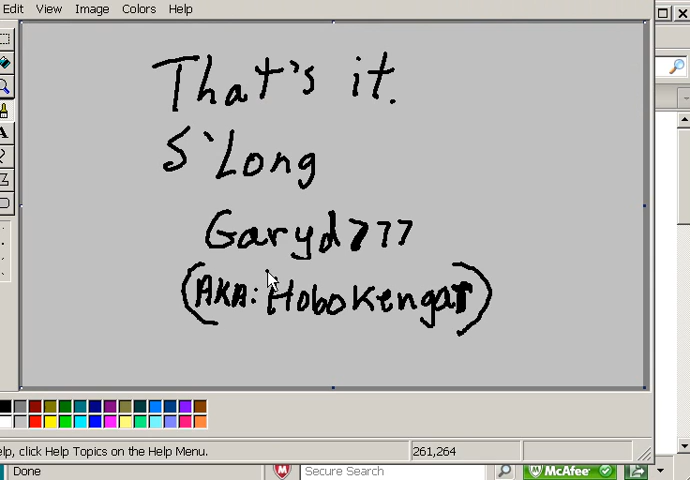 Edit View Image Colors Help
That's it.
S'Long
Garyd777
(AKA: HoboKengar)
elp, click Help Topics on the Help Menu.
261,264
Done
Secure Search
McAfee
A